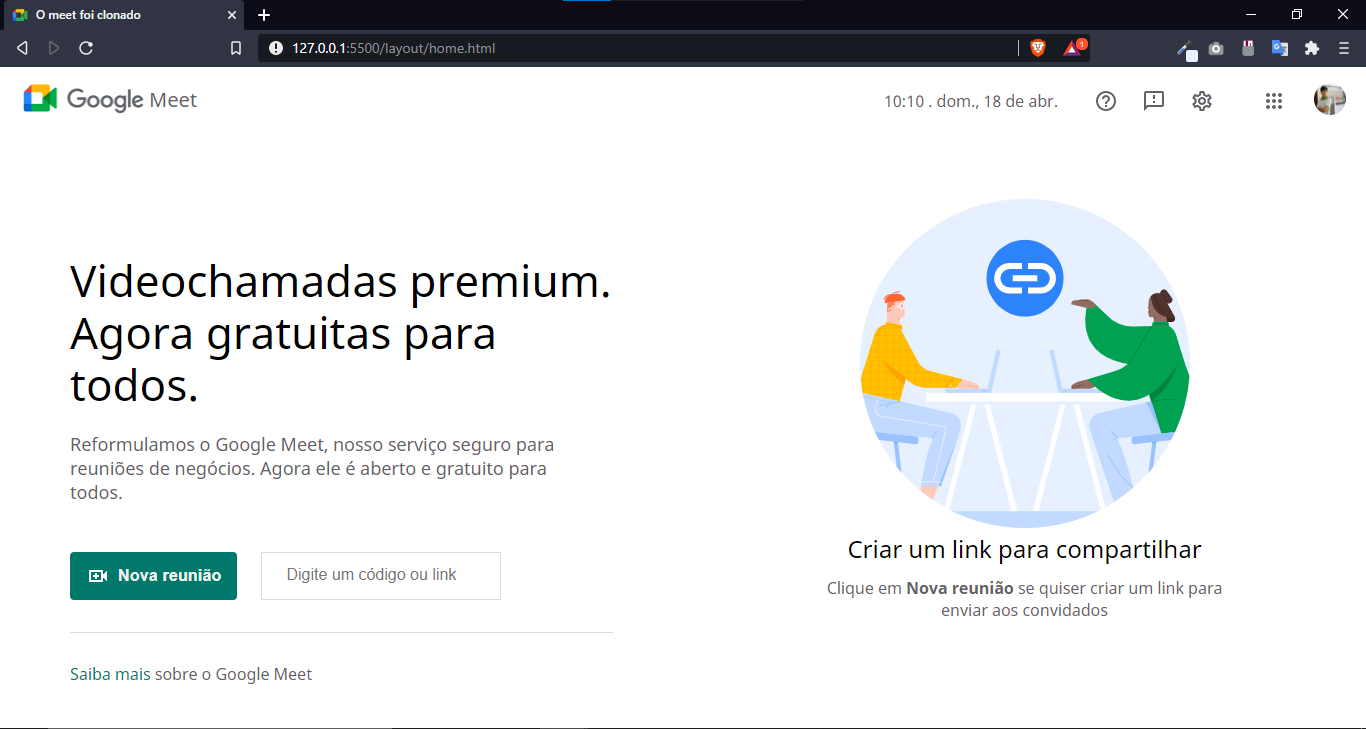 O meet foi clonado
127.0.0.1:5500/layout/home.html
1
Google Meet
10:10 . dom., 18 de abr.
Videochamadas premium.
Agora gratuitas para
todos.
Reformulamos o Google Meet, nosso serviço seguro para
reuniões de negócios. Agora ele é aberto e gratuito para
todos.
Nova reunião
Digite um código ou link
Saiba mais sobre o Google Meet
Criar um link para compartilhar
Clique em Nova reunião se quiser criar um link para
enviar aos convidados